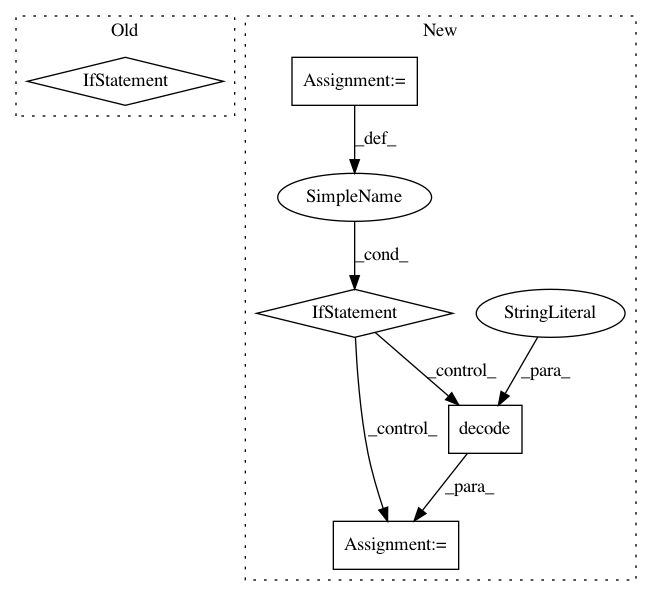 Old
New
IfStatement
Assignment:=
_def_
SimpleName
_cond_
IfStatement
StringLiteral
_control_
_para_
_control_
decode
_para_
Assignment:=